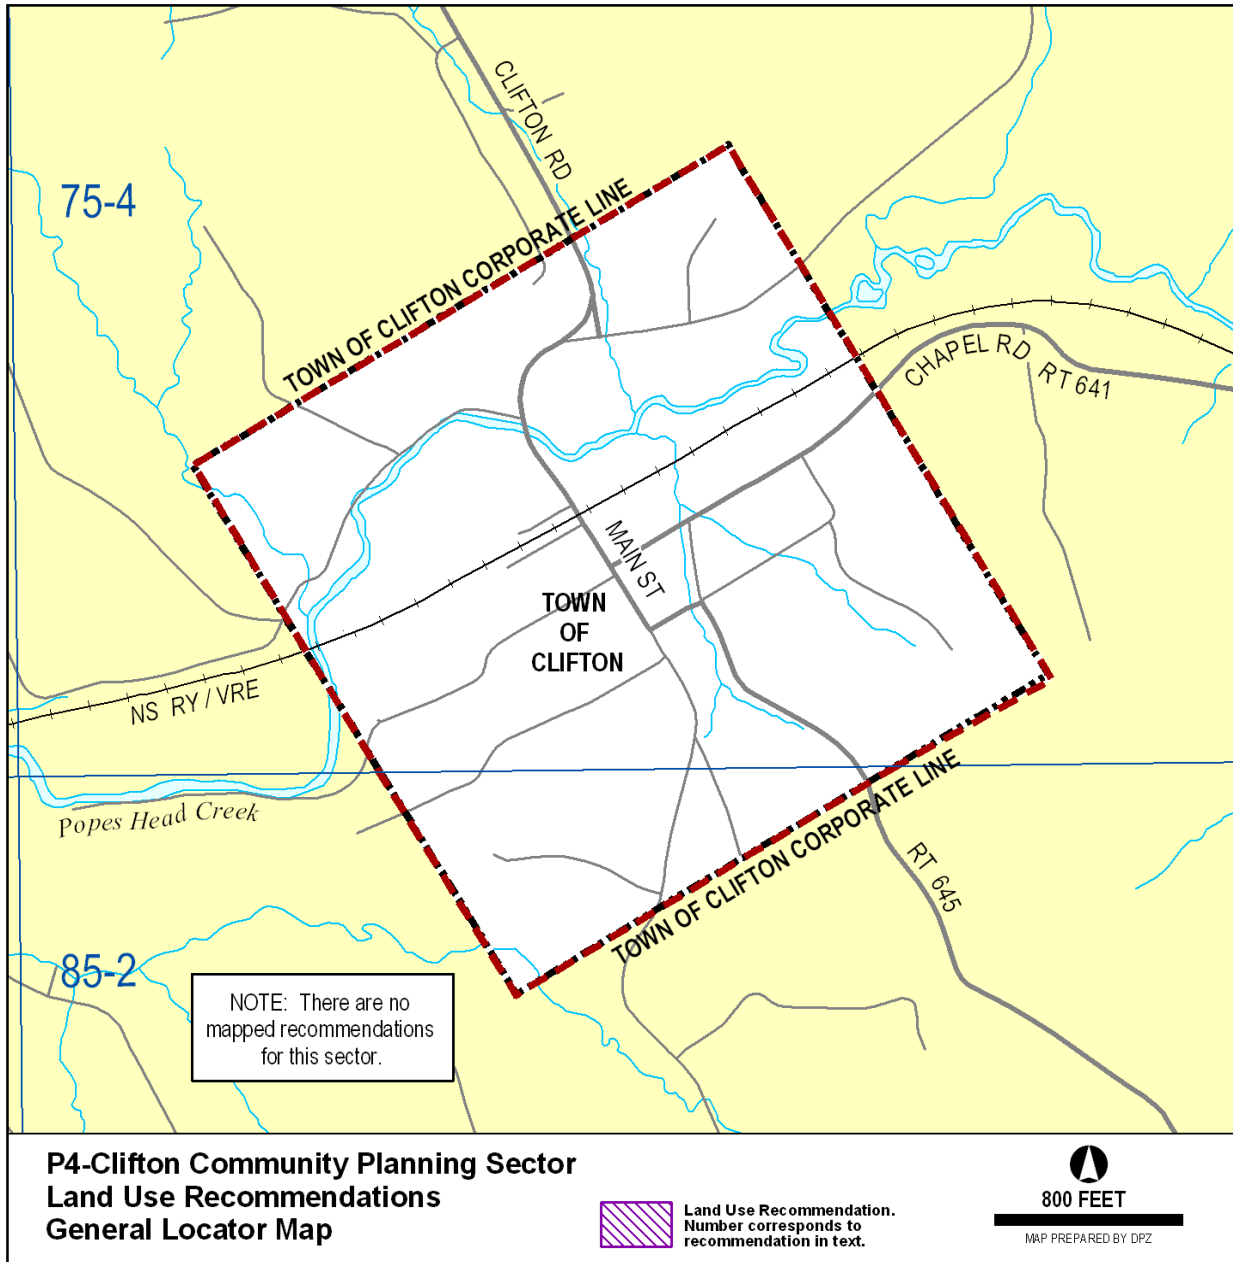 CLIFTON RD
75-4
TOWN OF CLIFTON CORPORATE LINE
CHAPEL RD RT 641
MAIN ST
TOWN
OF
CLIFTON
NS RY / VRE
Popes Head Creek
TOWN OF CLIFTON CORPORATE LINE
RT 645
85-2
NOTE: There are no
mapped recommendations
for this sector.
P4-Clifton Community Planning Sector
Land Use Recommendations
General Locator Map
Land Use Recommendation.
Number corresponds to
recommendation in text.
800 FEET
MAP PREPARED BY DPZ